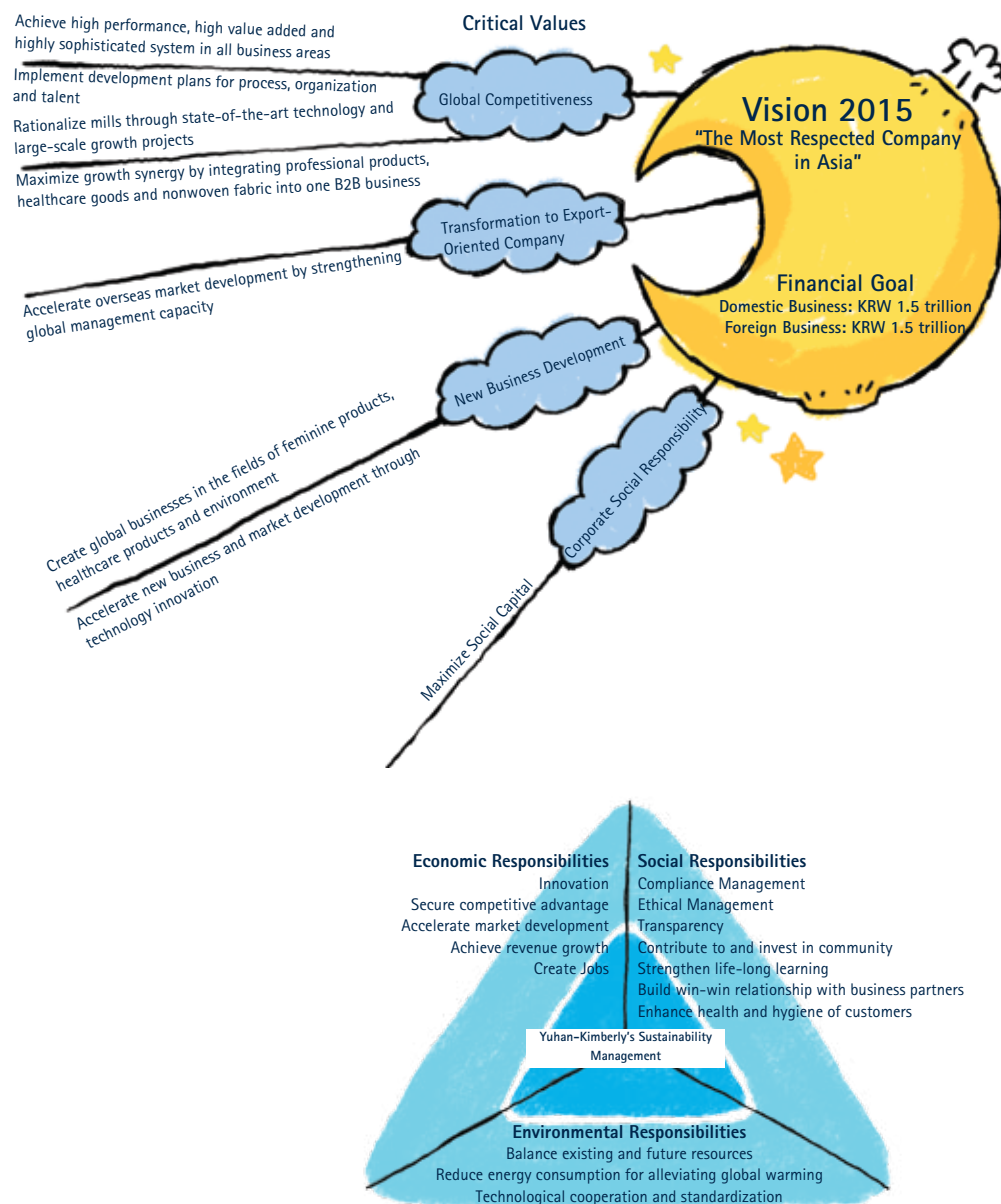 Critical Values
Achieve high performance, high value added and
highly sophisticated system in all business areas
Implement development plans for process, organization
and talent
Rationalize mills through state-of-the-art technology and
large-scale growth projects
Maximize growth synergy by integrating professional products,
healthcare goods and nonwoven fabric into one B2B business
Global Competitiveness
Vision 2015
"The Most Respected Company
in Asia"
Transformation to Export-
Oriented Company
Accelerate overseas market development by strengthening
global management capacity
Financial Goal
Domestic Business: KRW 1.5 trillion
Foreign Business: KRW 1.5 trillion
New Business Development
Create global businesses in the fields of feminine products,
healthcare products and environment
Accelerate new business and market development through
technology innovation
Corporate Social Responsibility
Maximize Social Capital
Economic Responsibilities
Innovation
Secure competitive advantage
Accelerate market development
Achieve revenue growth
Create Jobs
Social Responsibilities
Compliance Management
Ethical Management
Transparency
Contribute to and invest in community
Strengthen life-long learning
Build win-win relationship with business partners
Enhance health and hygiene of customers
Yuhan-Kimberly's Sustainability
Management
Environmental Responsibilities
Balance existing and future resources
Reduce energy consumption for alleviating global warming
Technological cooperation and standardization